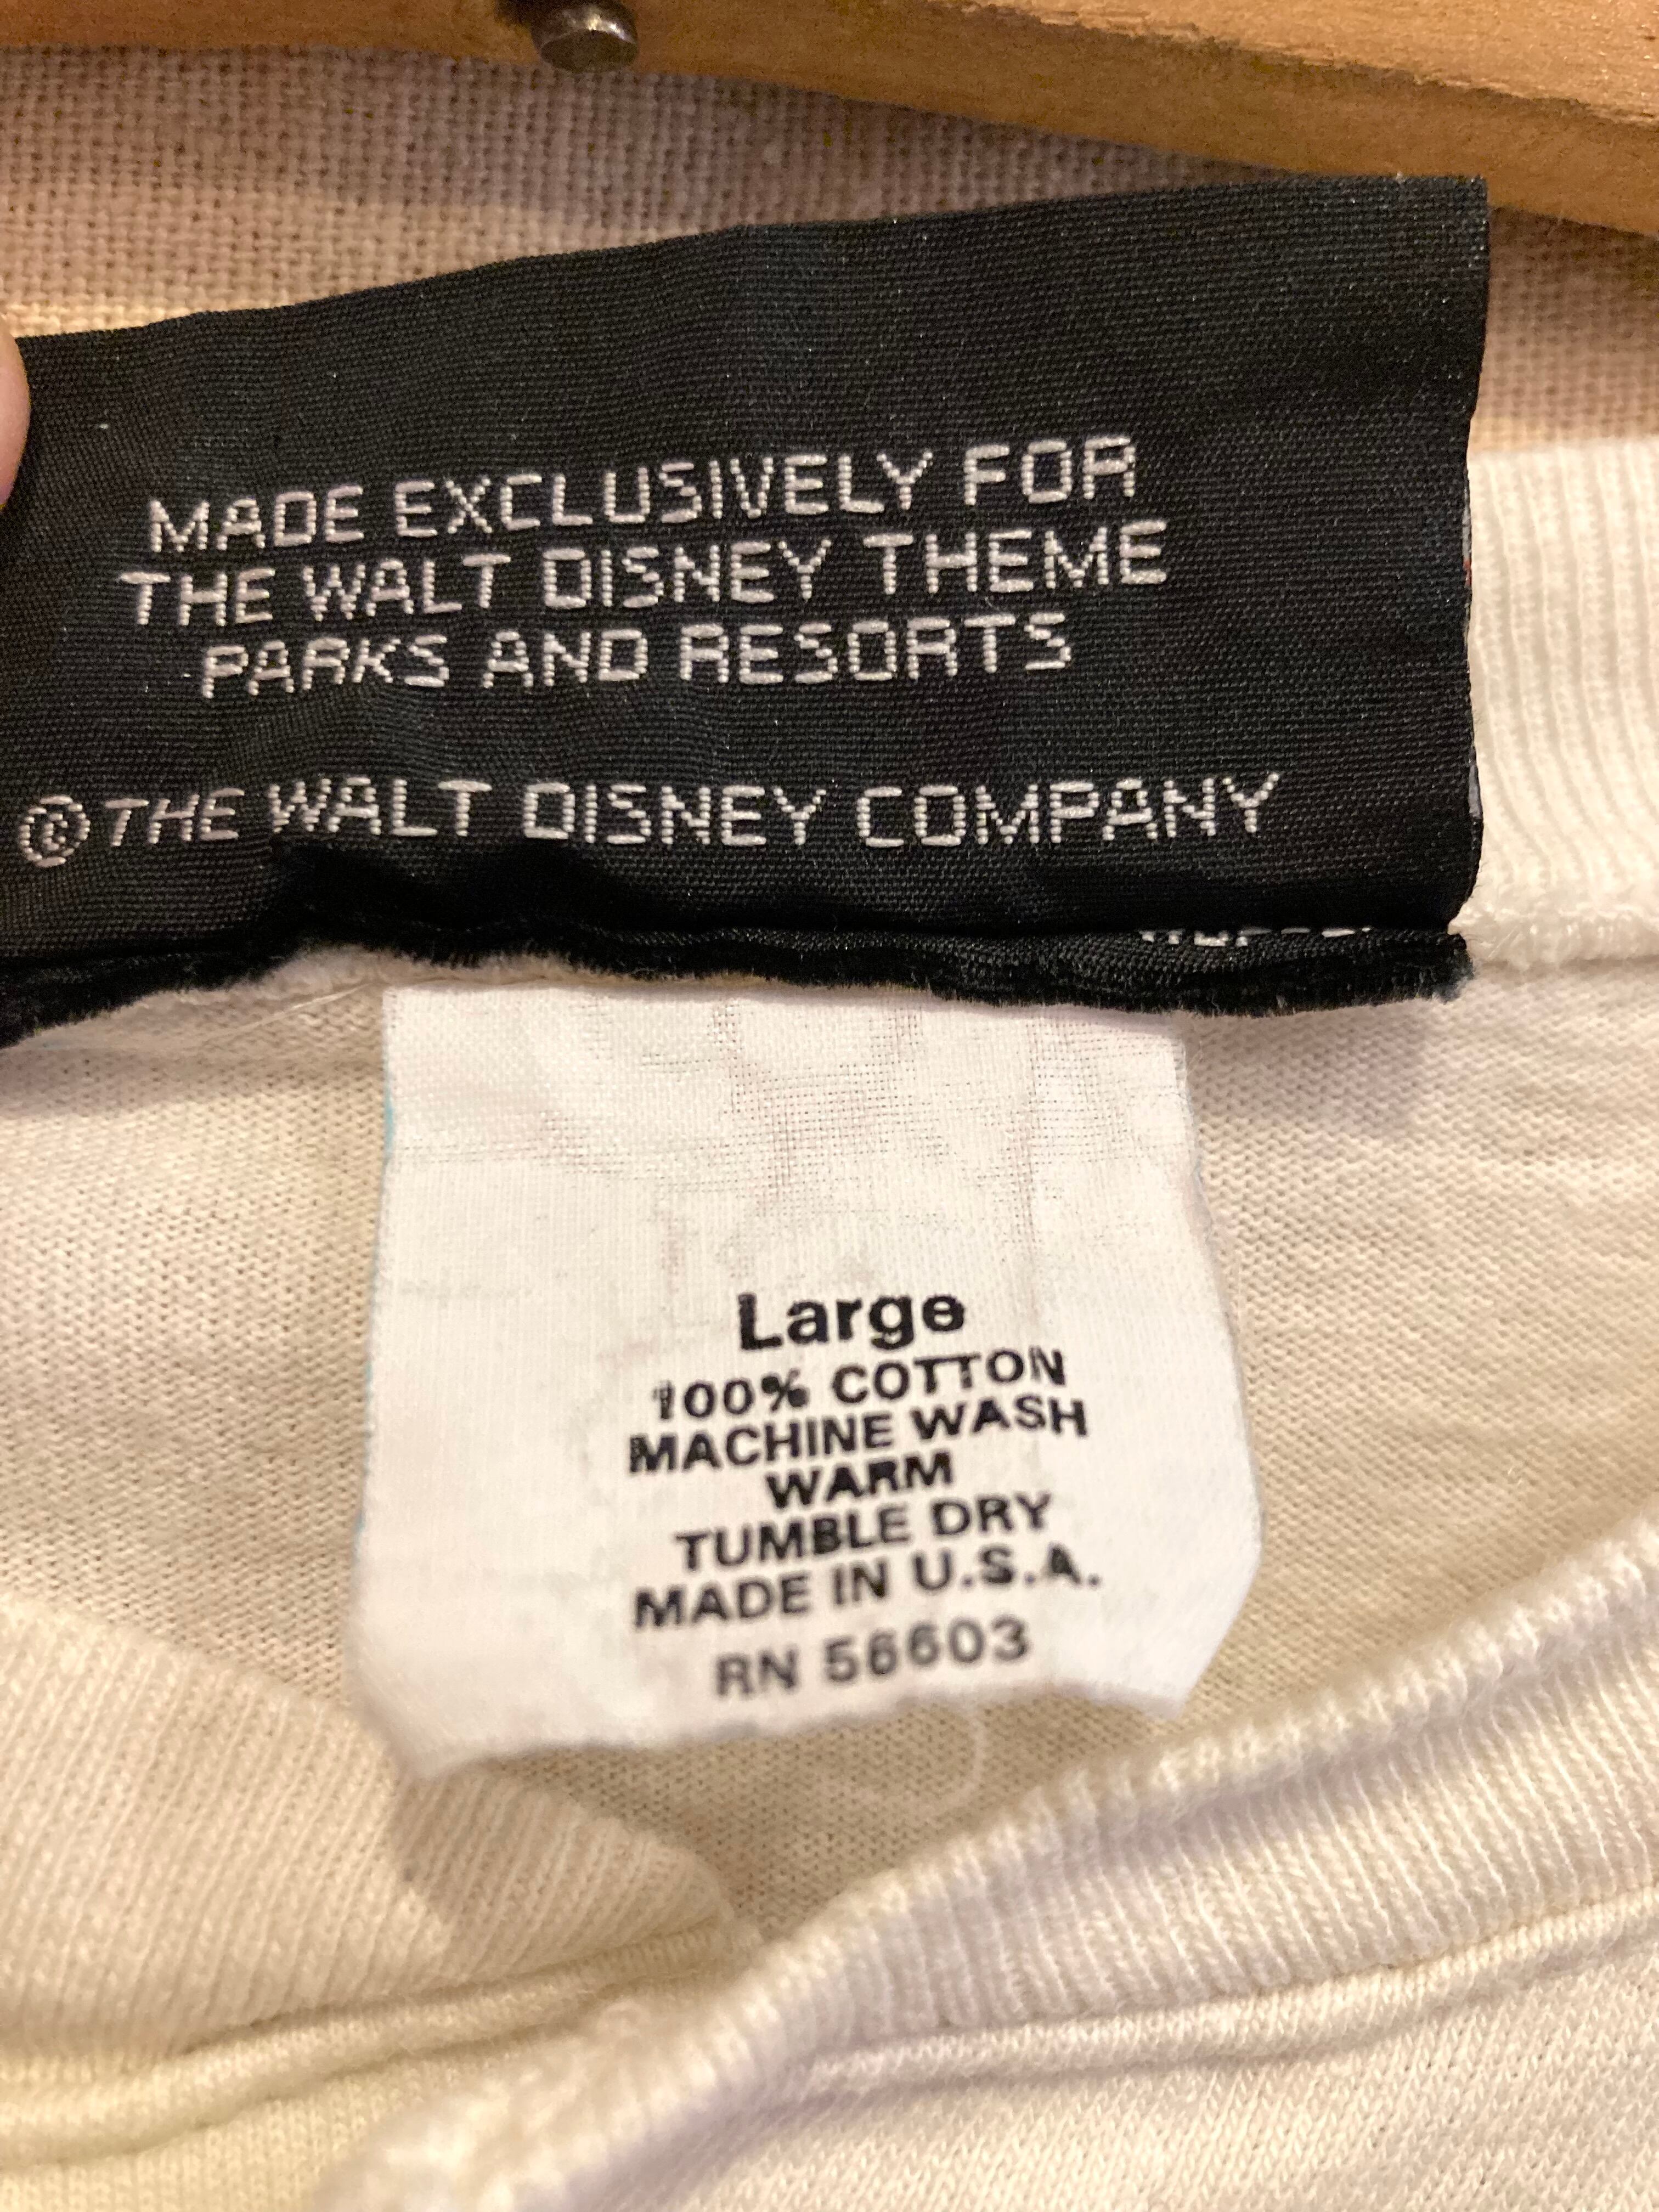 MADE EXCLUSIVELY FOR
THE WALT DISNEY THEME
PARKS AND RESORTS
© THE WALT DISNEY COMPANY
Large
100% COTTON
MACHINE WASH
WARM
TUMBLE DRY
MADE IN U.S.A.
RN 56603